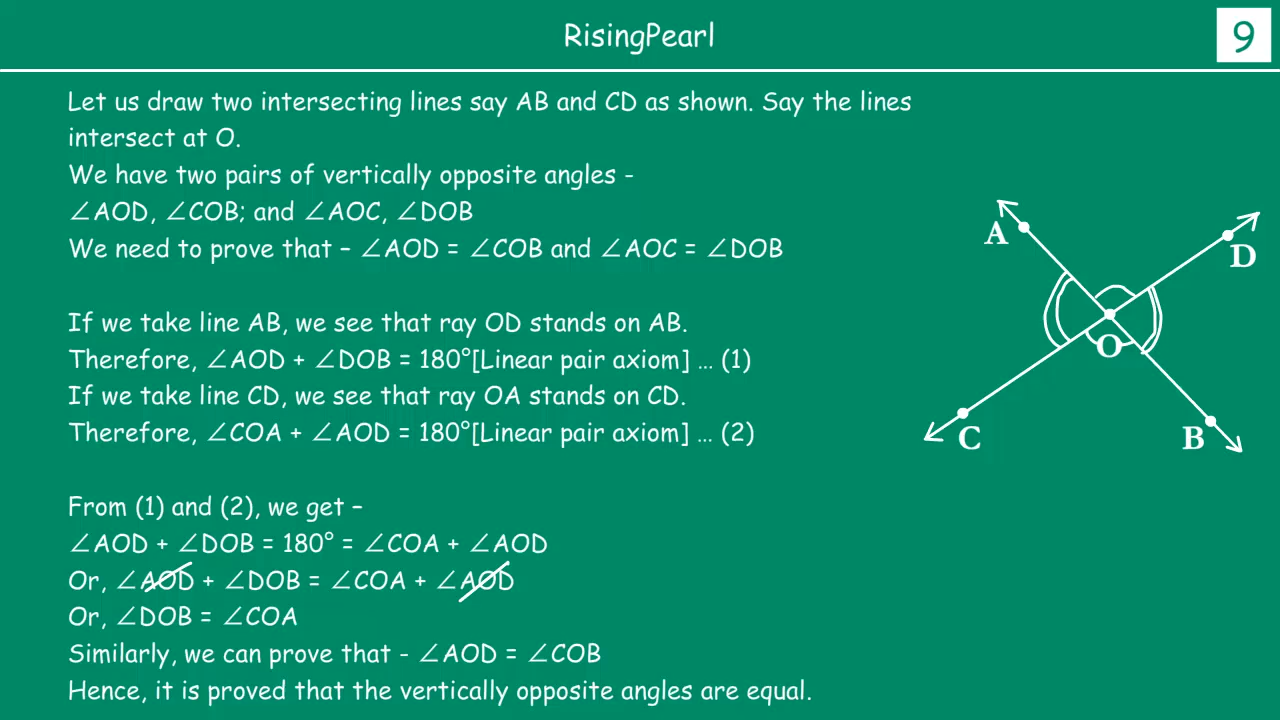 RisingPearl
9
Let us draw two intersecting lines say AB and CD as shown. Say the lines
intersect at O.
We have two pairs of vertically opposite angles -
∠AOD, ∠COB; and ∠AOC, ∠DOB
We need to prove that – ∠AOD = ∠COB and ∠AOC = ∠DOB
If we take line AB, we see that ray OD stands on AB.
Therefore, ∠AOD + ∠DOB = 180°[Linear pair axiom] … (1)
If we take line CD, we see that ray OA stands on CD.
Therefore, ∠COA + ∠AOD = 180°[Linear pair axiom] … (2)
From (1) and (2), we get –
∠AOD + ∠DOB = 180° = ∠COA + ∠AOD
Or, ∠AOD + ∠DOB = ∠COA + ∠AOD
Or, ∠DOB = ∠COA
Similarly, we can prove that - ∠AOD = ∠COB
Hence, it is proved that the vertically opposite angles are equal.
A
D
O
C
B